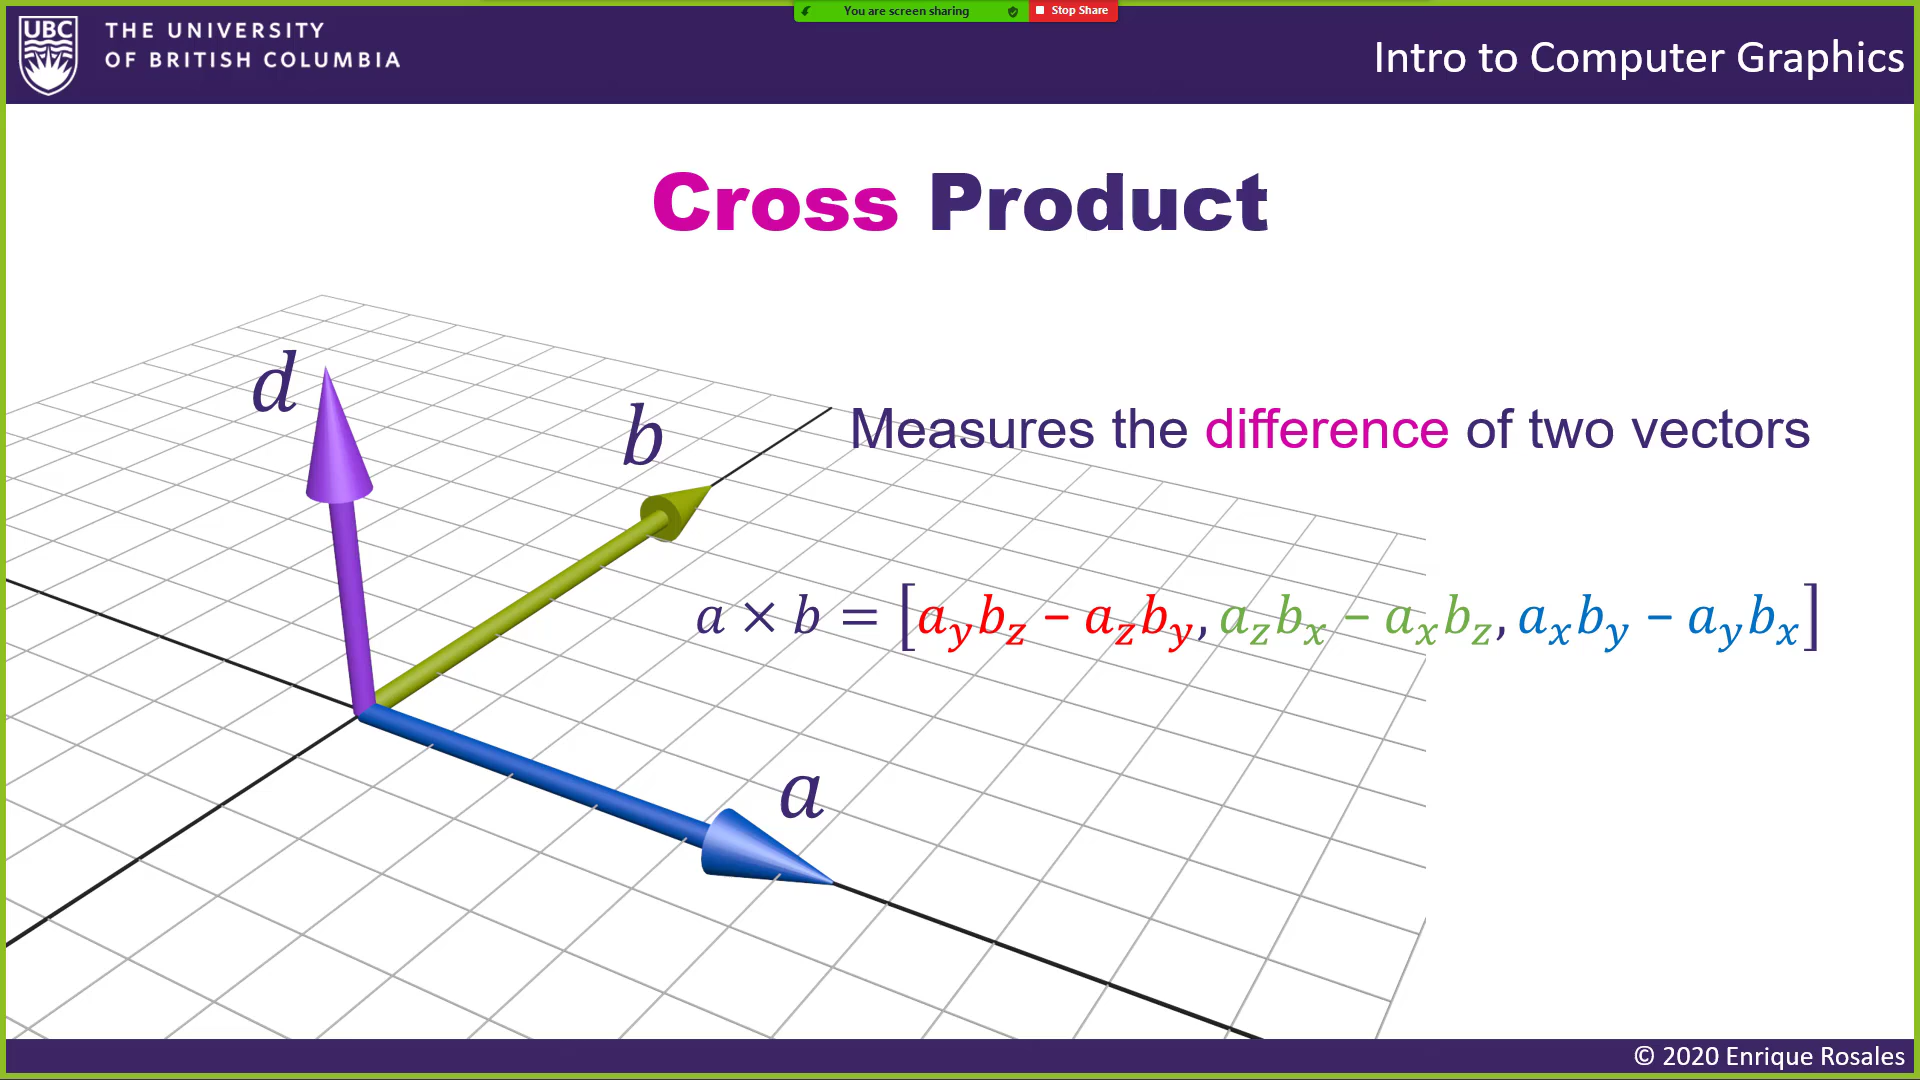 You are screen sharing
Stop Share
UBC
THE UNIVERSITY
OF BRITISH COLUMBIA
Intro to Computer Graphics
Cross Product
d
b
Measures the difference of two vectors
a × b = [a_y b_z − a_z b_y, a_z b_x − a_x b_z, a_x b_y − a_y b_x]
a
© 2020 Enrique Rosales